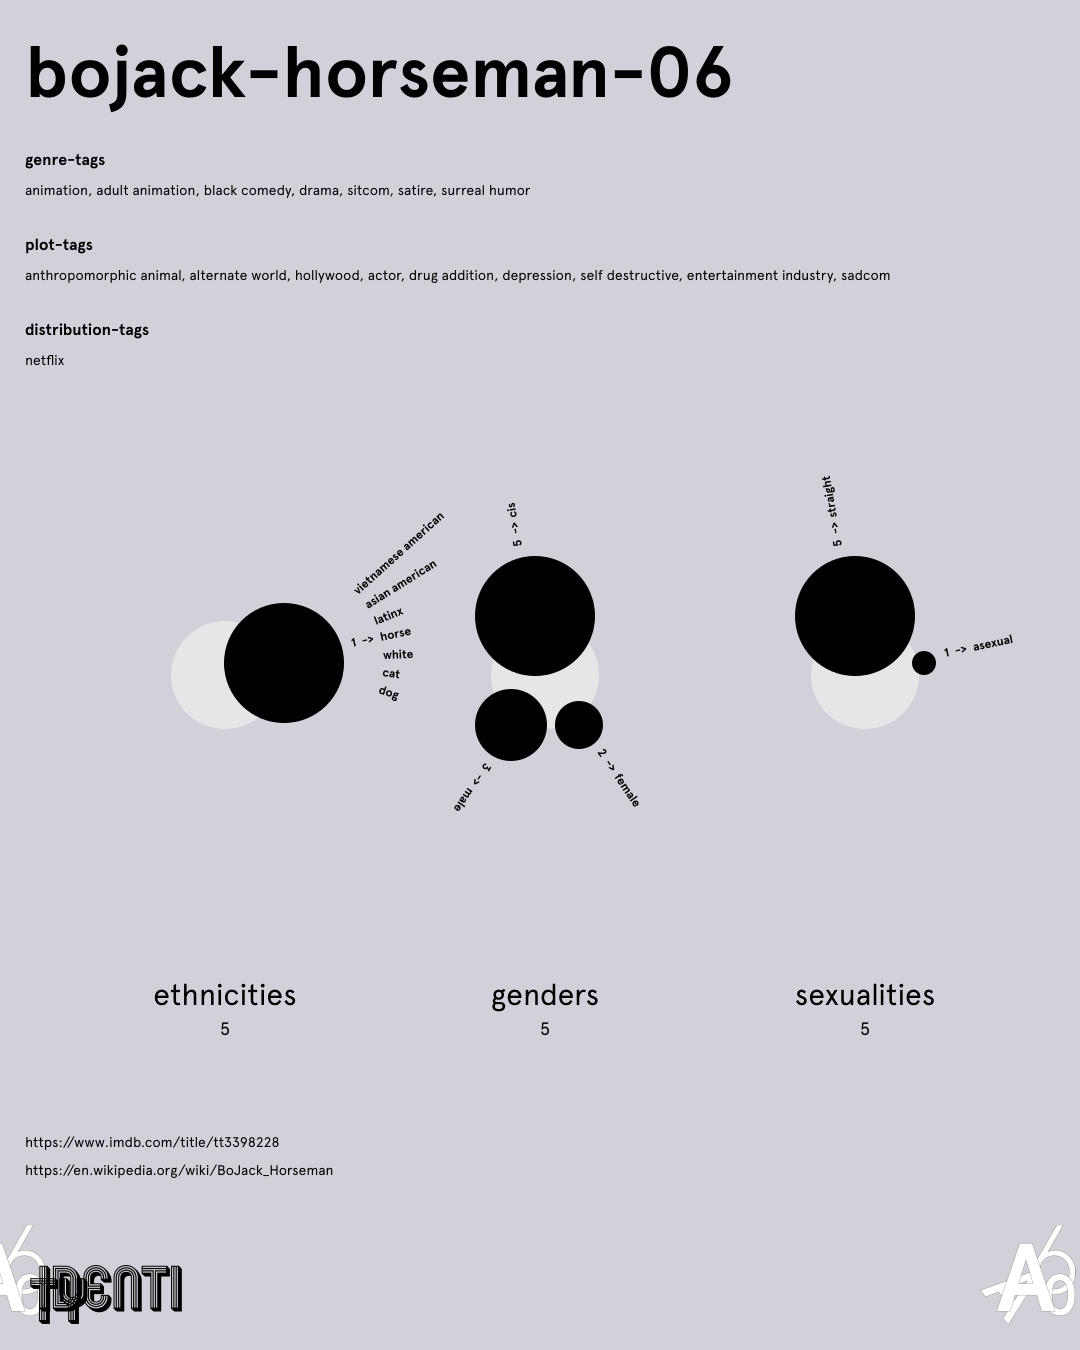 bojack-horseman-06
genre-tags
animation, adult animation, black comedy, drama, sitcom, satire, surreal humor
plot-tags
anthropomorphic animal, alternate world, hollywood, actor, drug addition, depression, self destructive, entertainment industry, sadcom
distribution-tags
netflix
vietnamese american
asian american
latinx
1 -> horse
white
cat
dog
5 -> cis
3 -> male
2 -> female
5 -> straight
1 -> asexual
ethnicities
5
genders
5
sexualities
5
https://www.imdb.com/title/tt3398228
https://en.wikipedia.org/wiki/BoJack_Horseman